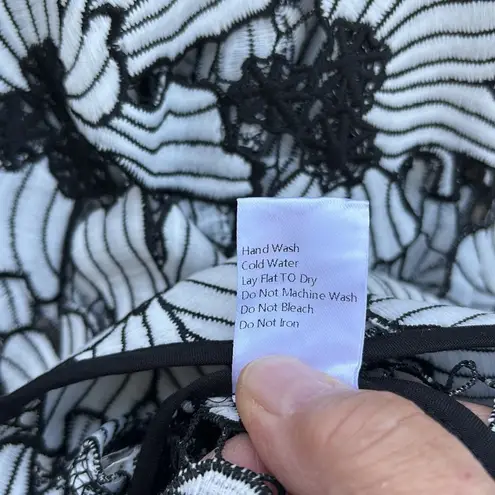 Hand Wash
Cold Water
Lay Flat TO Dry
Do Not Machine Wash
Do Not Bleach
Do Not Iron